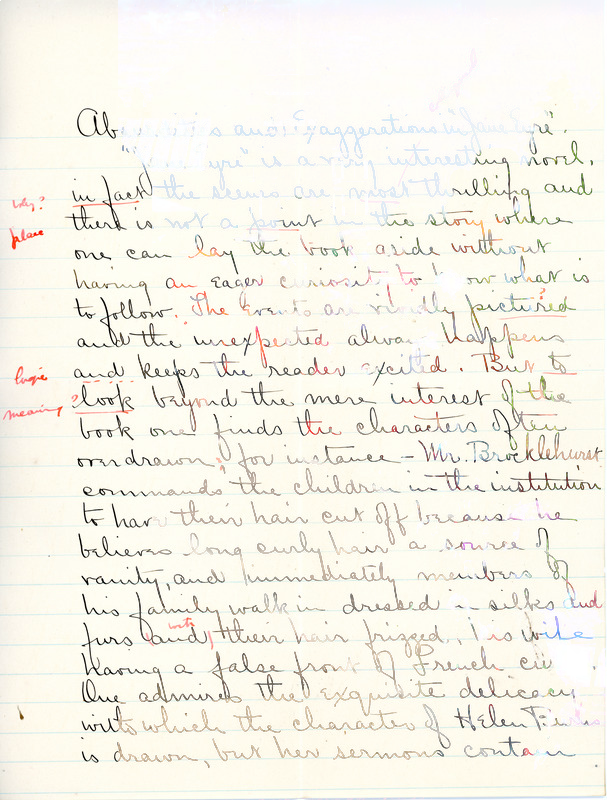 and Exaggerations in "Jane Eyre".
"Jane Eyre" is a very interesting novel,
in fact the scenes are most thrilling and
why?
there is not a point in the story where
place
one can lay the book aside without
having an eager curiosity to know what is
to follow. The events are vividly pictured
and the unexpected always happens
and keeps the reader excited. But to
look beyond the mere interest of the
meaning?
book one finds the characters often
overdrawn, for instance - Mr. Brocklehurst
commands the children in the institution
to have their hair cut off because he
believes long curly hair a source of
vanity, and immediately members of
his family walk in dressed in silks and
with
furs (and) their hair frizzed, his wife
having a false front of French
One admires the exquisite delicacy
with which the character of Helen Burns
is drawn, but her sermons contain